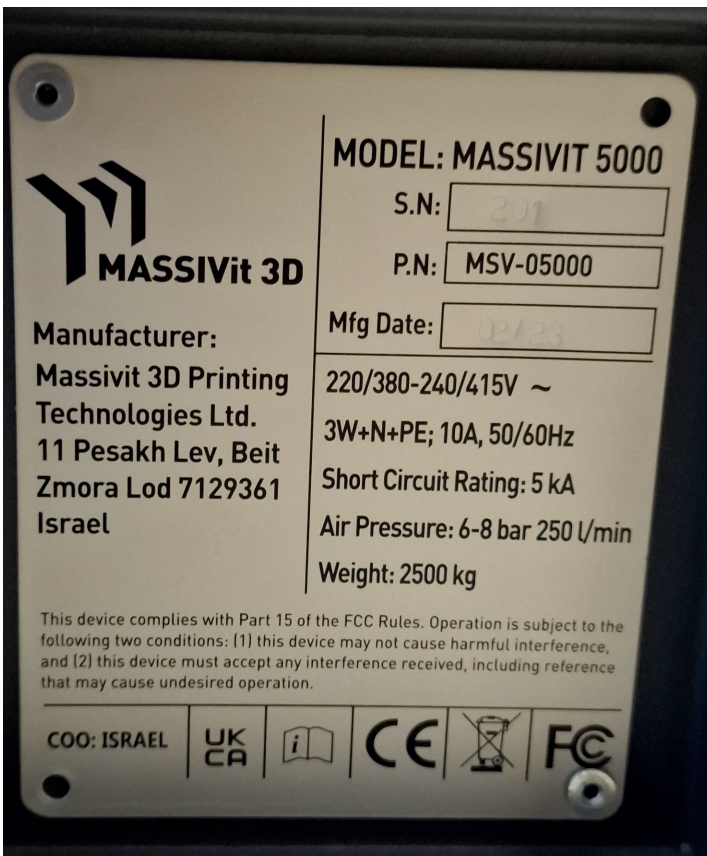 MASSIVit 3D
Manufacturer:
Massivit 3D Printing
Technologies Ltd.
11 Pesakh Lev, Beit
Zmora Lod 7129361
Israel
MODEL: MASSIVIT 5000
S.N: 201
P.N: MSV-05000
Mfg Date: 03/23
220/380-240/415V ~
3W+N+PE; 10A, 50/60Hz
Short Circuit Rating: 5 kA
Air Pressure: 6-8 bar 250 l/min
Weight: 2500 kg
This device complies with Part 15 of the FCC Rules. Operation is subject to the
following two conditions: (1) this device may not cause harmful interference,
and (2) this device must accept any interference received, including reference
that may cause undesired operation.
COO: ISRAEL UK CA i CE FC